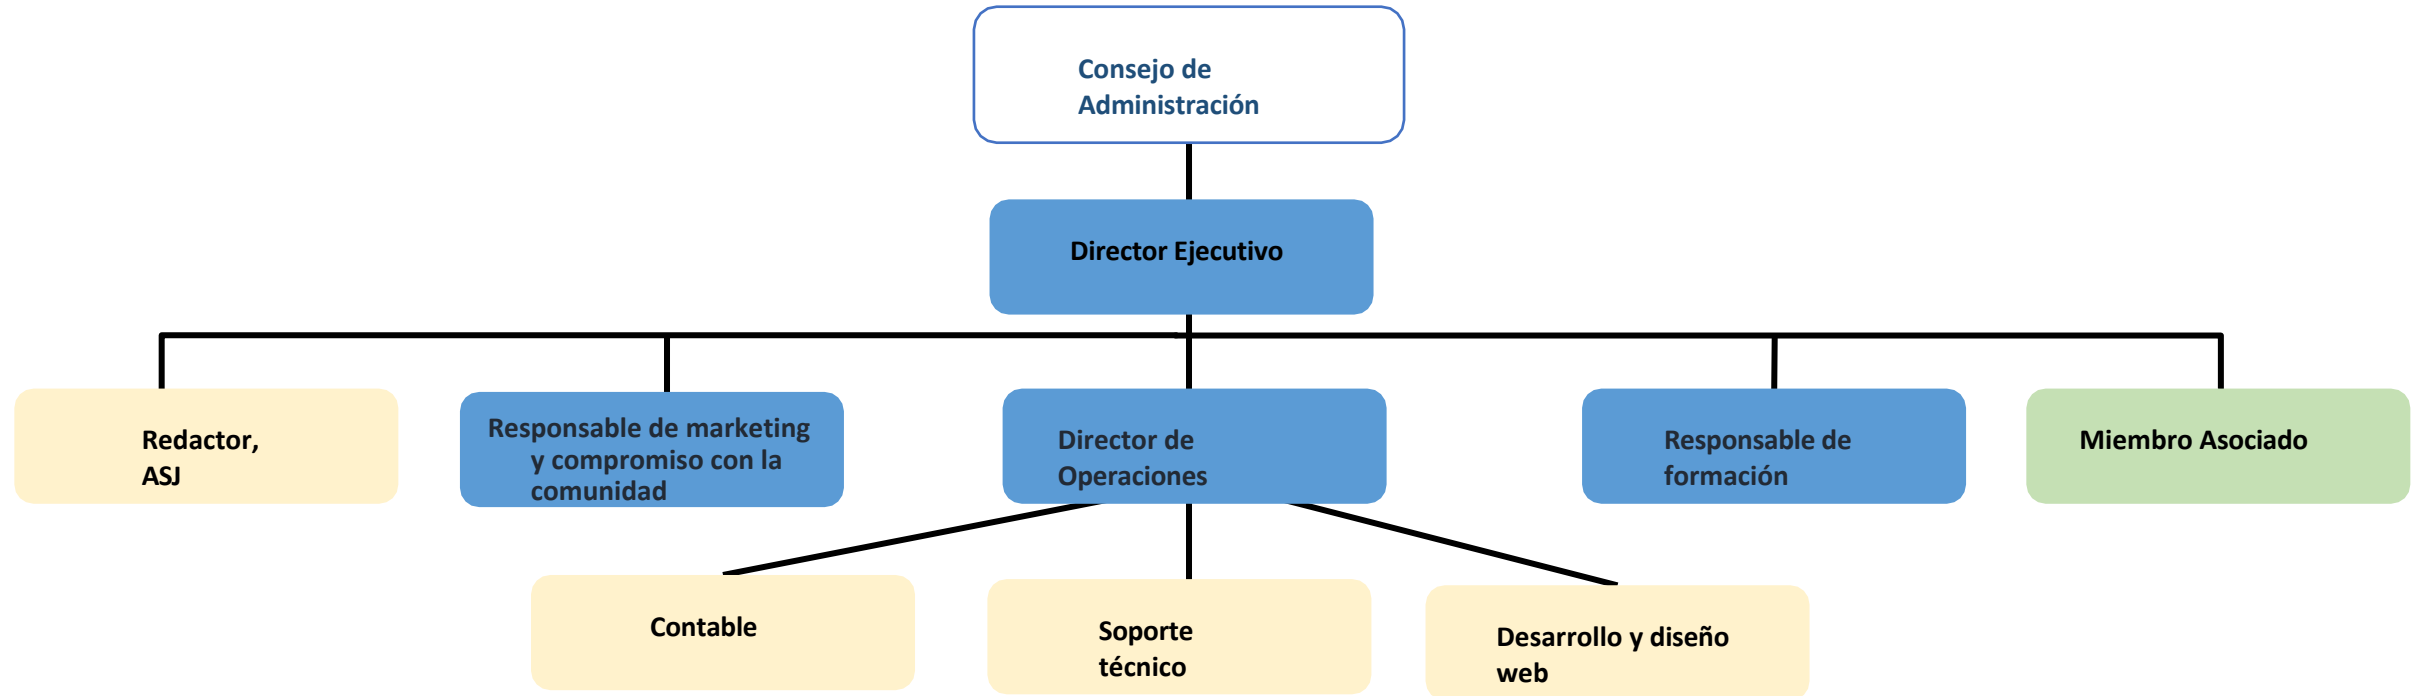 Consejo de
Administración
Director Ejecutivo
Redactor,
ASJ
Responsable de marketing
y compromiso con la
comunidad
Director de
Operaciones
Responsable de
formación
Miembro Asociado
Contable
Soporte
técnico
Desarrollo y diseño
web